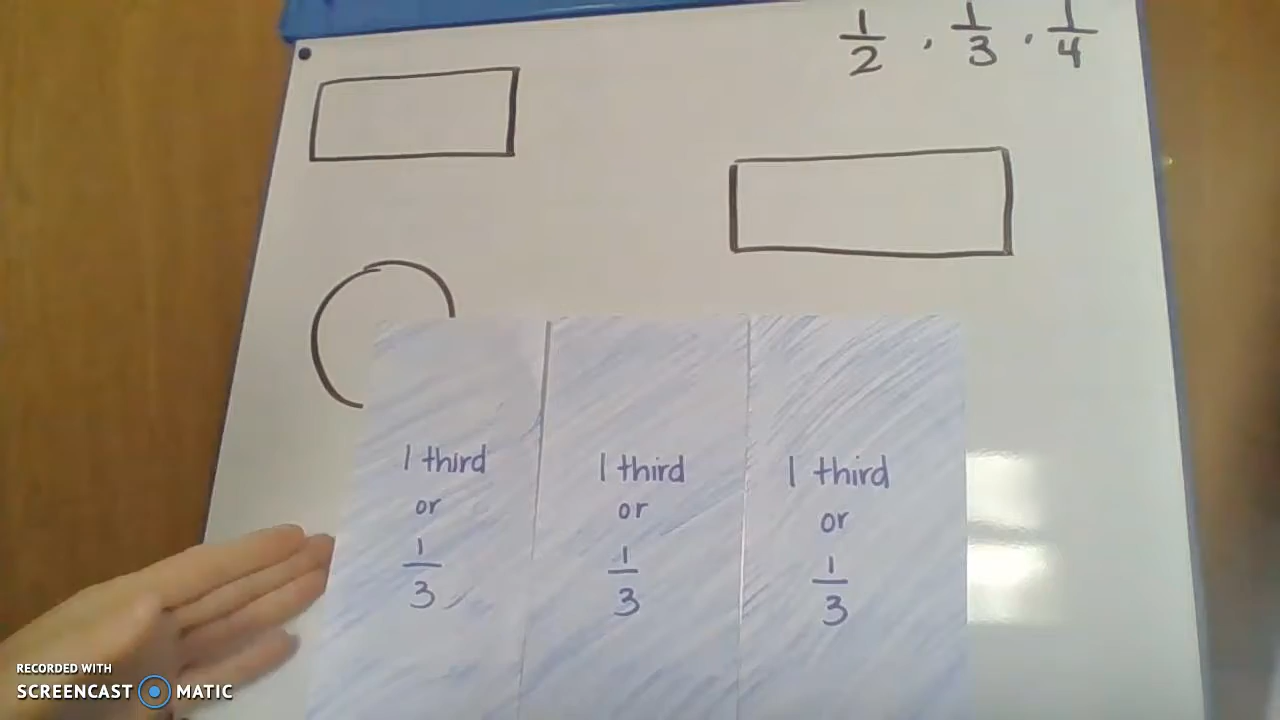 1/2 , 1/3 , 1/4
1 third
or
1/3
1 third
or
1/3
1 third
or
1/3
RECORDED WITH
SCREENCAST MATIC